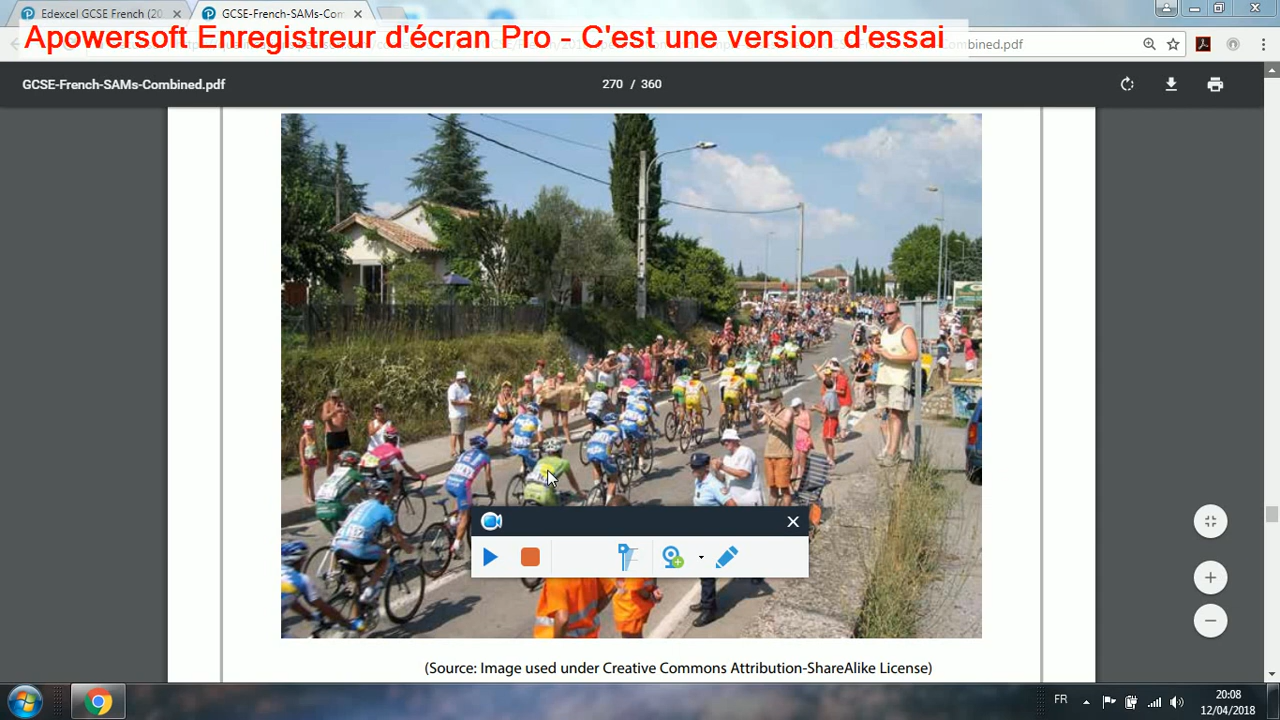 Edexcel GCSE French (20
GCSE-French-SAMs-Com
Apowersoft Enregistreur d'écran Pro - C'est une version d'essai
bined.pdf
GCSE-French-SAMs-Combined.pdf
270 / 360
(Source: Image used under Creative Commons Attribution-ShareAlike License)
FR
20:08
12/04/2018